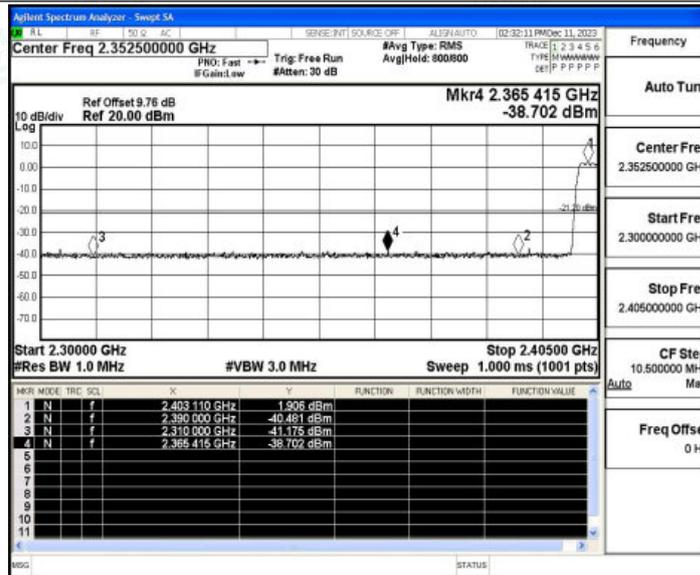 Agilent Spectrum Analyzer - Swept SA
RL RF 50 Ω AC SENSE:INT SOURCE OFF ALIGN AUTO 02:32:11 PM Dec 11, 2023
Center Freq 2.352500000 GHz
PNO: Fast
IFGain:Low
Trig: Free Run
#Atten: 30 dB
#Avg Type: RMS
Avg|Hold: 800/800
TRACE 1 2 3 4 5 6
TYPE M W W W W W
DET P P P P P P
Ref Offset 9.76 dB
10 dB/div Ref 20.00 dBm
Log
Mkr4 2.365 415 GHz
-38.702 dBm
10.0
0.00
-10.0
-20.0
-30.0
-40.0
-50.0
-60.0
-70.0
1
-21.20 dBm
3
4
2
Start 2.30000 GHz Stop 2.40500 GHz
#Res BW 1.0 MHz #VBW 3.0 MHz Sweep 1.000 ms (1001 pts)
MKR MODE TRC SCL X Y FUNCTION FUNCTION WIDTH FUNCTION VALUE
1 N f 2.403 110 GHz 1.906 dBm
2 N f 2.390 000 GHz -40.481 dBm
3 N f 2.310 000 GHz -41.175 dBm
4 N f 2.365 415 GHz -38.702 dBm
5
6
7
8
9
10
11
MSG STATUS
Frequency
Auto Tun
Center Fre
2.352500000 GH
Start Fre
2.300000000 GH
Stop Fre
2.405000000 GH
CF Ste
10.500000 MH
Auto Ma
Freq Offse
0 H